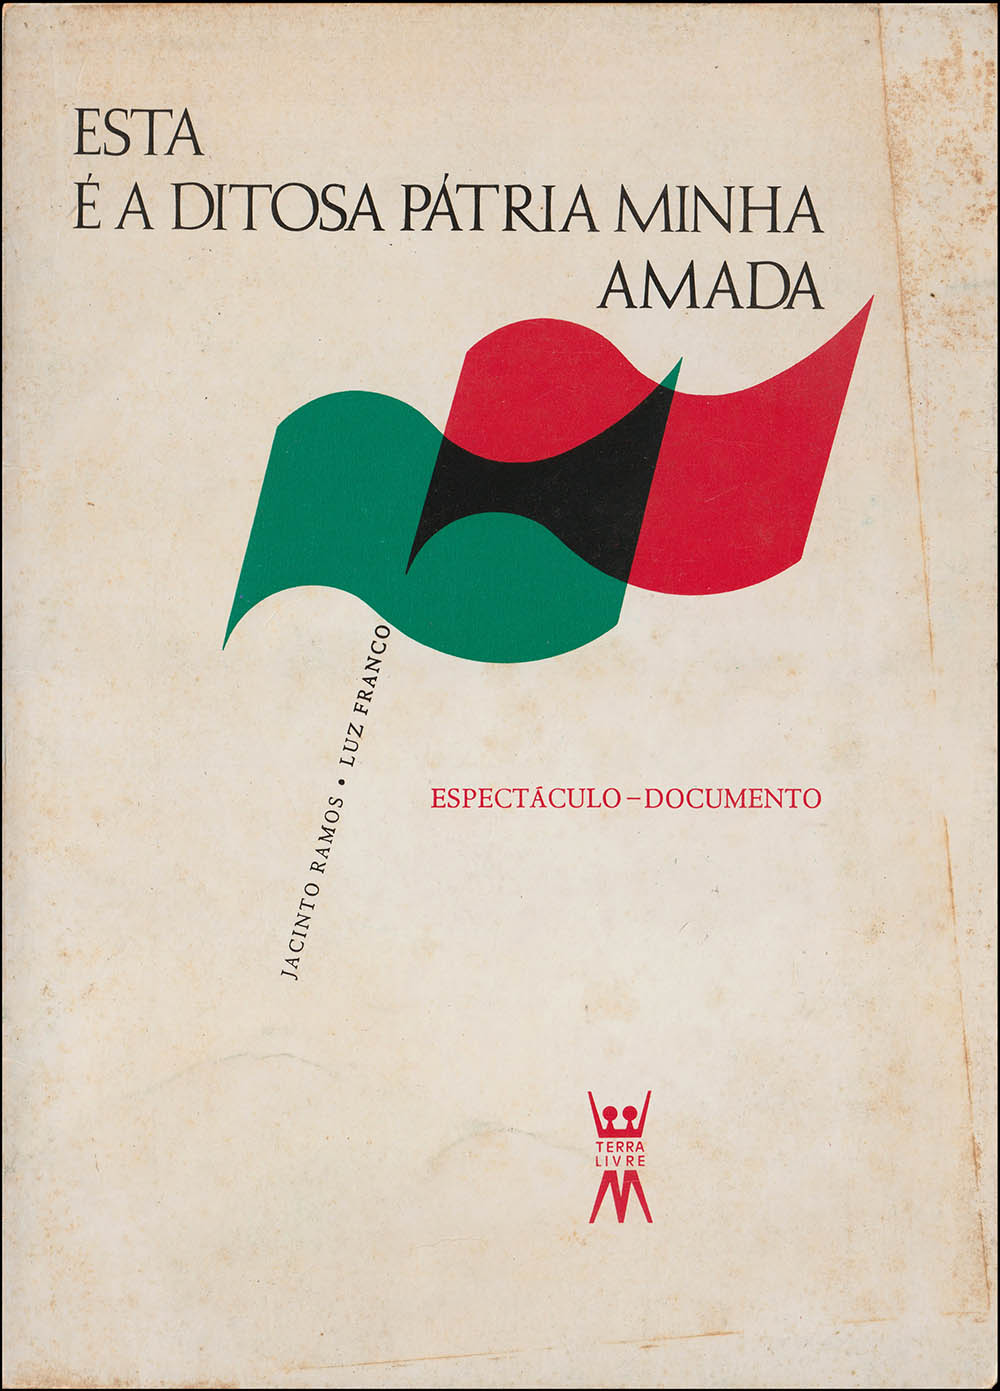 ESTA
É A DITOSA PÁTRIA MINHA
AMADA
JACINTO RAMOS • LUZ FRANCO
ESPECTÁCULO – DOCUMENTO
TERRA
LIVRE